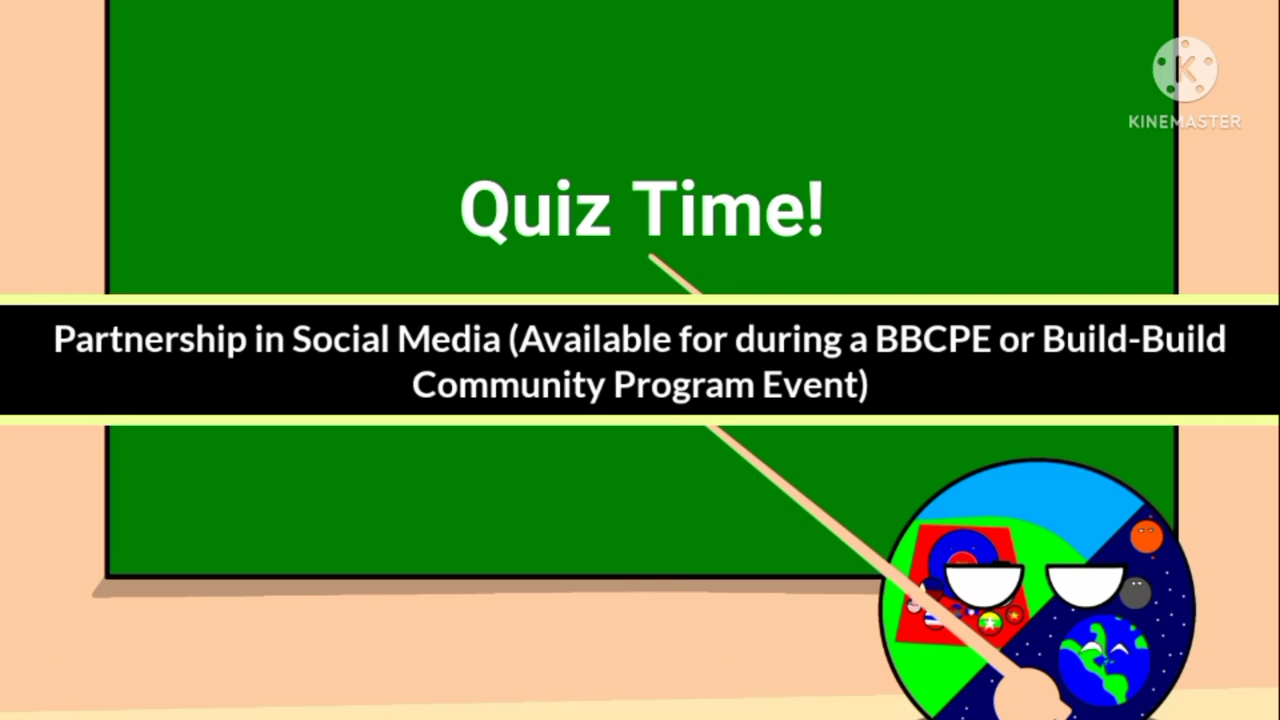 KINEMASTER
Quiz Time!
Partnership in Social Media (Available for during a BBCPE or Build-Build
Community Program Event)